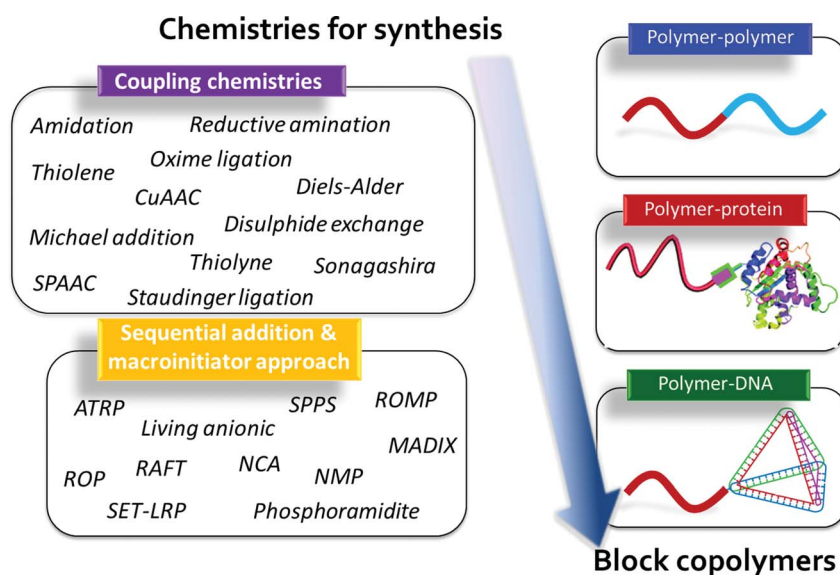 Chemistries for synthesis
Coupling chemistries
Amidation
Reductive amination
Thiolene
Oxime ligation
CuAAC
Diels-Alder
Michael addition
Disulphide exchange
SPAAC
Thiolyne
Sonagashira
Staudinger ligation
Sequential addition &
macroinitiator approach
ATRP
SPPS
ROMP
Living anionic
MADIX
ROP
RAFT
NCA
NMP
SET-LRP
Phosphoramidite
Polymer-polymer
Polymer-protein
Polymer-DNA
Block copolymers